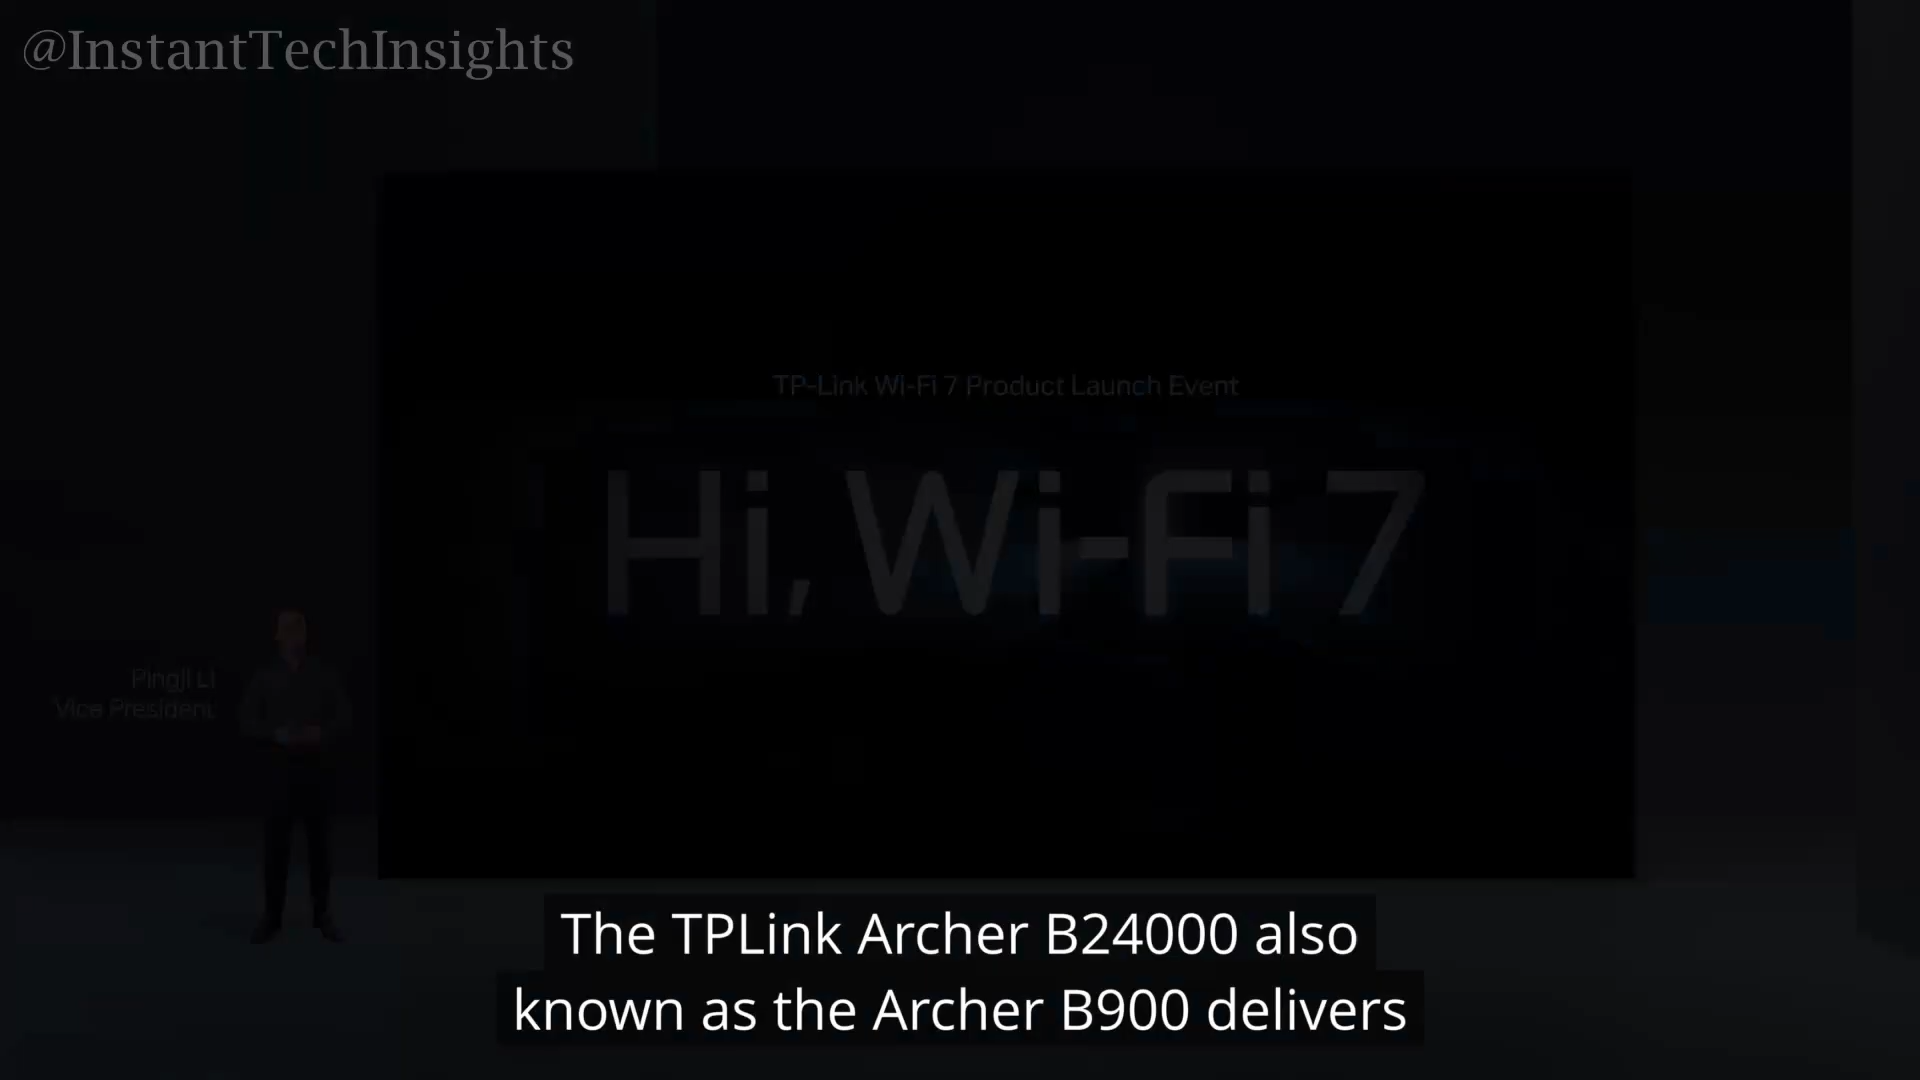 @InstantTechInsights
TP-Link Wi-Fi 7 Product Launch Event
Hi, Wi-Fi 7
Pingji Li
Vice President
The TPLink Archer B24000 also
known as the Archer B900 delivers